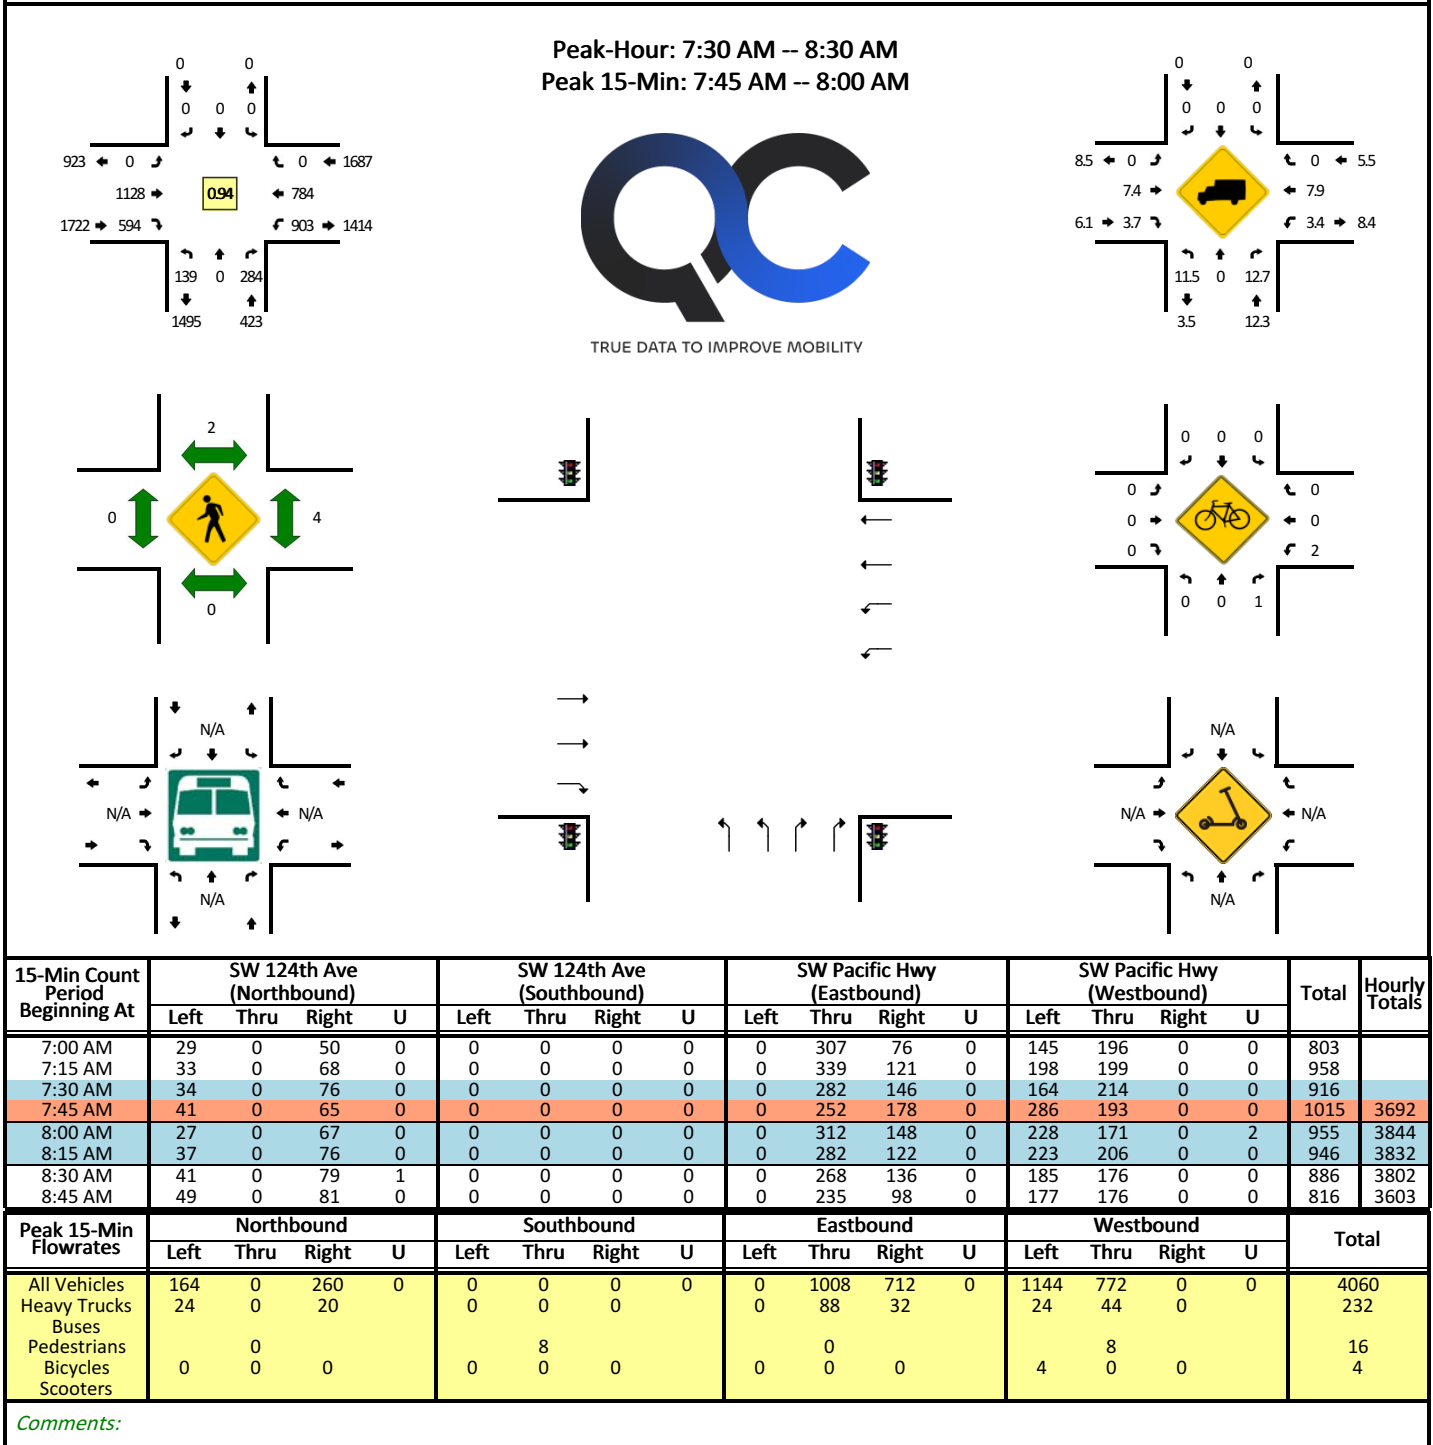 Peak-Hour: 7:30 AM -- 8:30 AM
Peak 15-Min: 7:45 AM -- 8:00 AM
0 0
0 0 0
923 0 0 1687
1128 0.94 784
1722 594 903 1414
139 0 284
1495 423
QC
TRUE DATA TO IMPROVE MOBILITY
0 0
0 0 0
8.5 0 0 5.5
7.4 7.9
6.1 3.7 3.4 8.4
11.5 0 12.7
3.5 12.3
2
0 4
0
0 0 0
0 0
0 0
0 2
0 0 1
N/A
N/A N/A
N/A
N/A
N/A N/A
N/A
15-Min Count Period Beginning At SW 124th Ave (Northbound) SW 124th Ave (Southbound) SW Pacific Hwy (Eastbound) SW Pacific Hwy (Westbound) Total Hourly Totals
Left Thru Right U Left Thru Right U Left Thru Right U Left Thru Right U
7:00 AM 29 0 50 0 0 0 0 0 0 307 76 0 145 196 0 0 803
7:15 AM 33 0 68 0 0 0 0 0 0 339 121 0 198 199 0 0 958
7:30 AM 34 0 76 0 0 0 0 0 0 282 146 0 164 214 0 0 916
7:45 AM 41 0 65 0 0 0 0 0 0 252 178 0 286 193 0 0 1015 3692
8:00 AM 27 0 67 0 0 0 0 0 0 312 148 0 228 171 0 2 955 3844
8:15 AM 37 0 76 0 0 0 0 0 0 282 122 0 223 206 0 0 946 3832
8:30 AM 41 0 79 1 0 0 0 0 0 268 136 0 185 176 0 0 886 3802
8:45 AM 49 0 81 0 0 0 0 0 0 235 98 0 177 176 0 0 816 3603
Peak 15-Min Flowrates Northbound Southbound Eastbound Westbound Total
Left Thru Right U Left Thru Right U Left Thru Right U Left Thru Right U
All Vehicles 164 0 260 0 0 0 0 0 0 1008 712 0 1144 772 0 0 4060
Heavy Trucks 24 0 20 0 0 0 0 88 32 24 44 0 232
Buses
Pedestrians 0 8 0 8 16
Bicycles 0 0 0 0 0 0 0 0 0 4 0 0 4
Scooters
Comments: